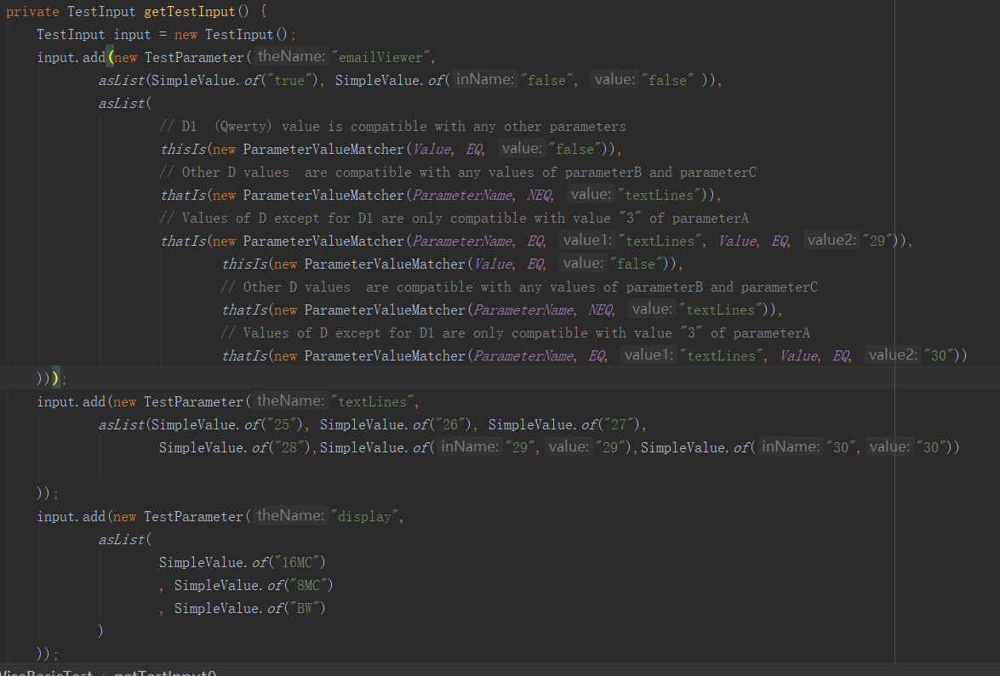 private TestInput getTestInput() {
TestInput input = new TestInput();
input.add(new TestParameter( theName: "emailViewer",
asList(SimpleValue.of("true"), SimpleValue.of( inName: "false", value: "false" )),
asList(
// D1  (Qwerty) value is compatible with any other parameters
thisIs(new ParameterValueMatcher(Value, EQ, value: "false")),
// Other D values  are compatible with any values of parameterB and parameterC
thatIs(new ParameterValueMatcher(ParameterName, NEQ, value: "textLines")),
// Values of D except for D1 are only compatible with value "3" of parameterA
thatIs(new ParameterValueMatcher(ParameterName, EQ, value1: "textLines", Value, EQ, value2: "29")),
thisIs(new ParameterValueMatcher(Value, EQ, value: "false")),
// Other D values  are compatible with any values of parameterB and parameterC
thatIs(new ParameterValueMatcher(ParameterName, NEQ, value: "textLines")),
// Values of D except for D1 are only compatible with value "3" of parameterA
thatIs(new ParameterValueMatcher(ParameterName, EQ, value1: "textLines", Value, EQ, value2: "30"))
)));
input.add(new TestParameter( theName: "textLines",
asList(SimpleValue.of("25"), SimpleValue.of("26"), SimpleValue.of("27"),
SimpleValue.of("28"),SimpleValue.of( inName: "29", value: "29"),SimpleValue.of( inName: "30", value: "30"))
));
input.add(new TestParameter( theName: "display",
asList(
SimpleValue.of("16MC")
, SimpleValue.of("8MC")
, SimpleValue.of("BW")
)
));
getTestInput()